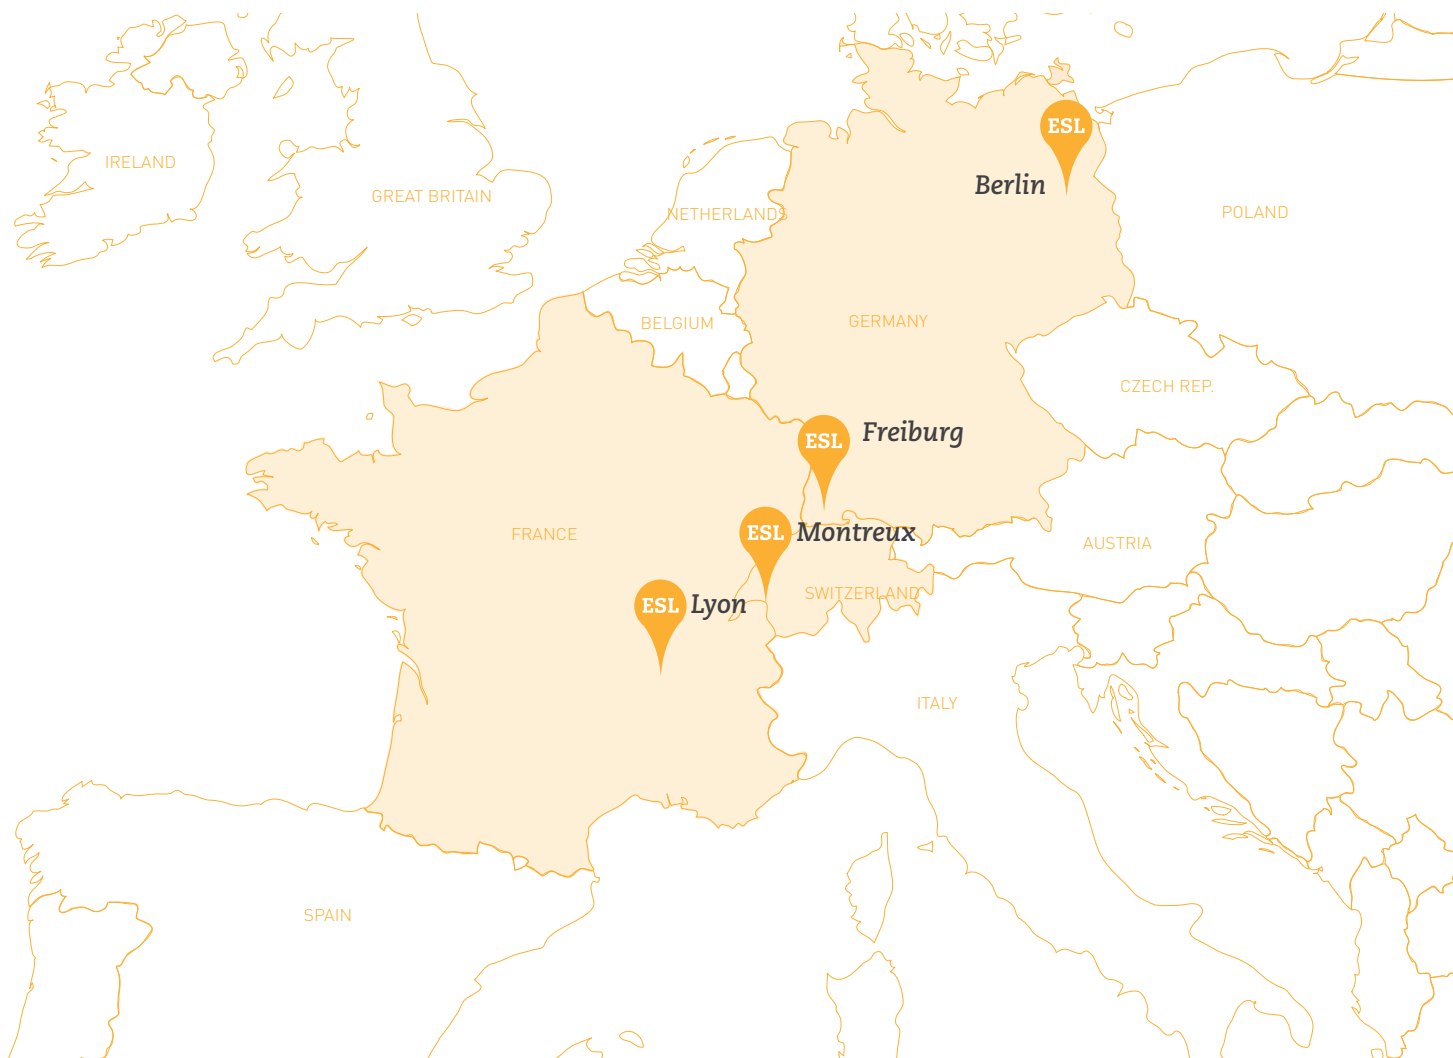 ESL
Berlin
IRELAND
GREAT BRITAIN
NETHERLANDS
POLAND
BELGIUM
GERMANY
CZECH REP.
ESL
Freiburg
ESL
Montreux
FRANCE
AUSTRIA
SWITZERLAND
ESL
Lyon
ITALY
SPAIN